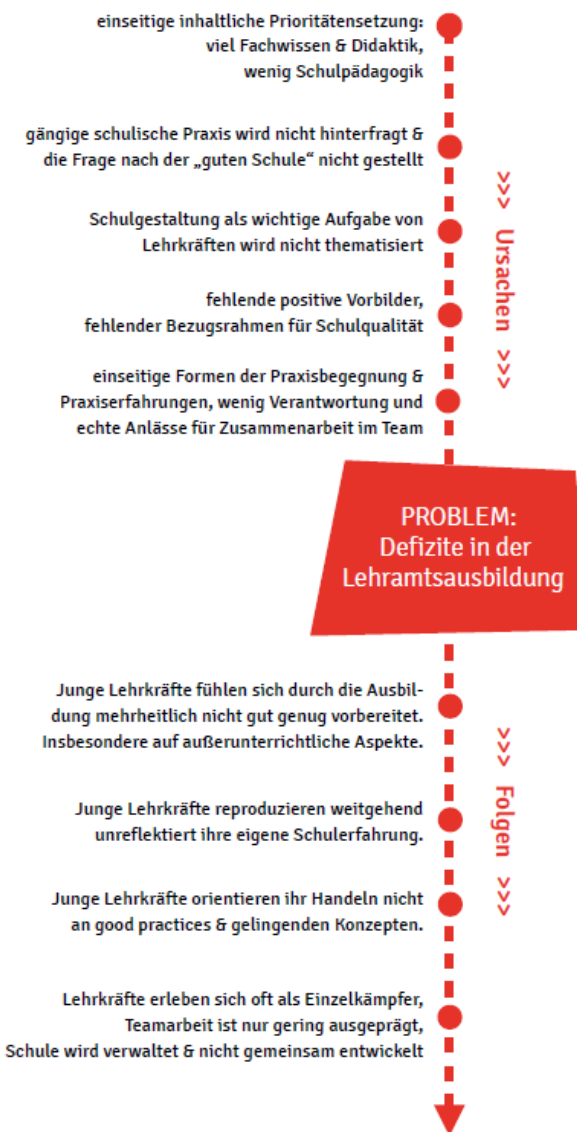 einseitige inhaltliche Prioritätensetzung:
viel Fachwissen & Didaktik,
wenig Schulpädagogik
gängige schulische Praxis wird nicht hinterfragt &
die Frage nach der „guten Schule“ nicht gestellt
Schulgestaltung als wichtige Aufgabe von
Lehrkräften wird nicht thematisiert
fehlende positive Vorbilder,
fehlender Bezugsrahmen für Schulqualität
einseitige Formen der Praxisbegegnung &
Praxiserfahrungen, wenig Verantwortung und
echte Anlässe für Zusammenarbeit im Team
>>> Ursachen >>>
PROBLEM:
Defizite in der
Lehramtsausbildung
Junge Lehrkräfte fühlen sich durch die Ausbil-
dung mehrheitlich nicht gut genug vorbereitet.
Insbesondere auf außerunterrichtliche Aspekte.
Junge Lehrkräfte reproduzieren weitgehend
unreflektiert ihre eigene Schulerfahrung.
Junge Lehrkräfte orientieren ihr Handeln nicht
an good practices & gelingenden Konzepten.
Lehrkräfte erleben sich oft als Einzelkämpfer,
Teamarbeit ist nur gering ausgeprägt,
Schule wird verwaltet & nicht gemeinsam entwickelt
>>> Folgen >>>